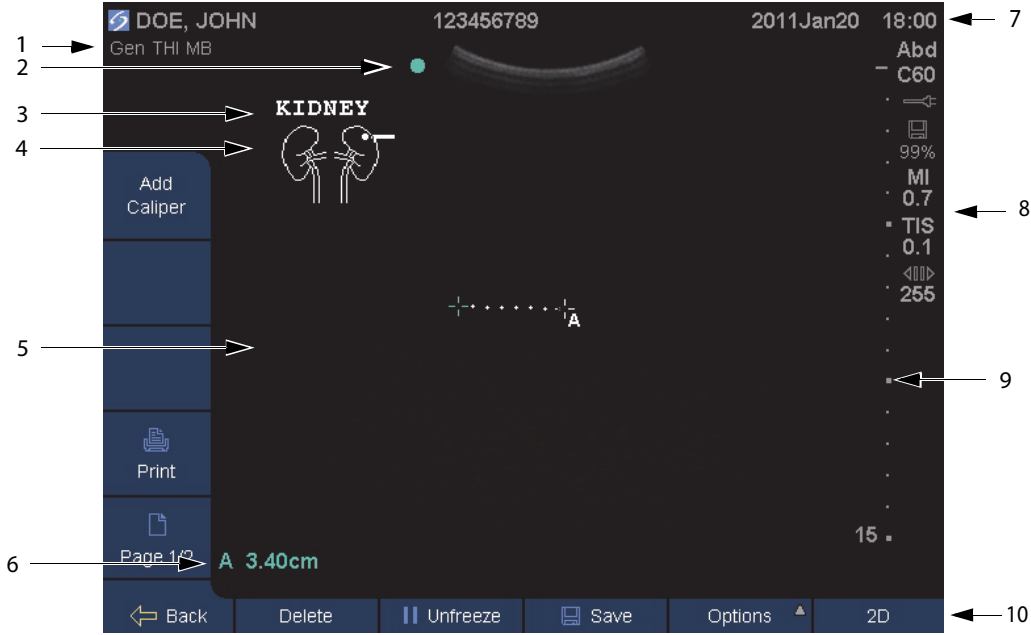 DOE, JOHN 123456789 2011Jan20 18:00 7
1 Gen THI MB
2
Abd
C60
3 KIDNEY
4
99%
MI
0.7
8
TIS
0.1
255
Add
Caliper
A
5
9
Print
15
Page 1/2
6 A 3.40cm
Back Delete Unfreeze Save Options 2D 10